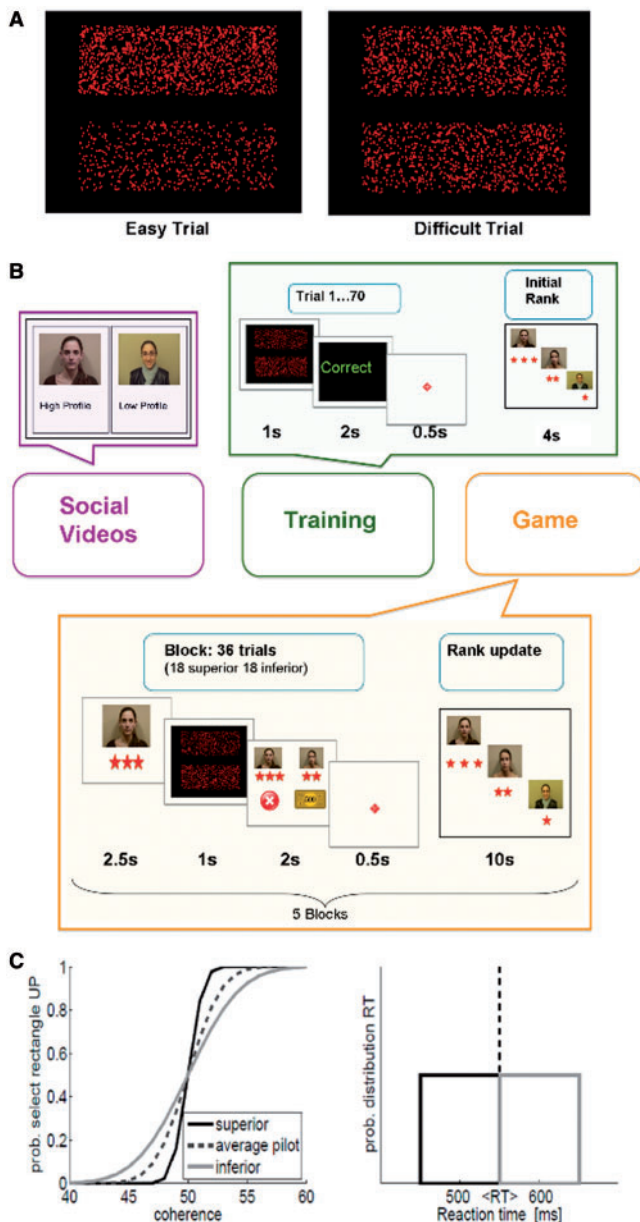 A
Easy Trial
Difficult Trial
B
High Profile
Low Profile
Trial 1...70
Correct
1s
2s
0.5s
Initial
Rank
★ ★ ★
★★
★
4s
Social
Videos
Training
Game
Block: 36 trials
(18 superior 18 inferior)
Rank update
★★★
★★★
★★
2.5s
1s
2s
0.5s
★ ★ ★
★★
★
10s
5 Blocks
C
prob. select rectangle UP
1
0.8
0.6
0.4
0.2
0
superior
average pilot
inferior
40
45
50
55
60
coherence
prob. distribution RT
500
<RT>
600
Reaction time [ms]